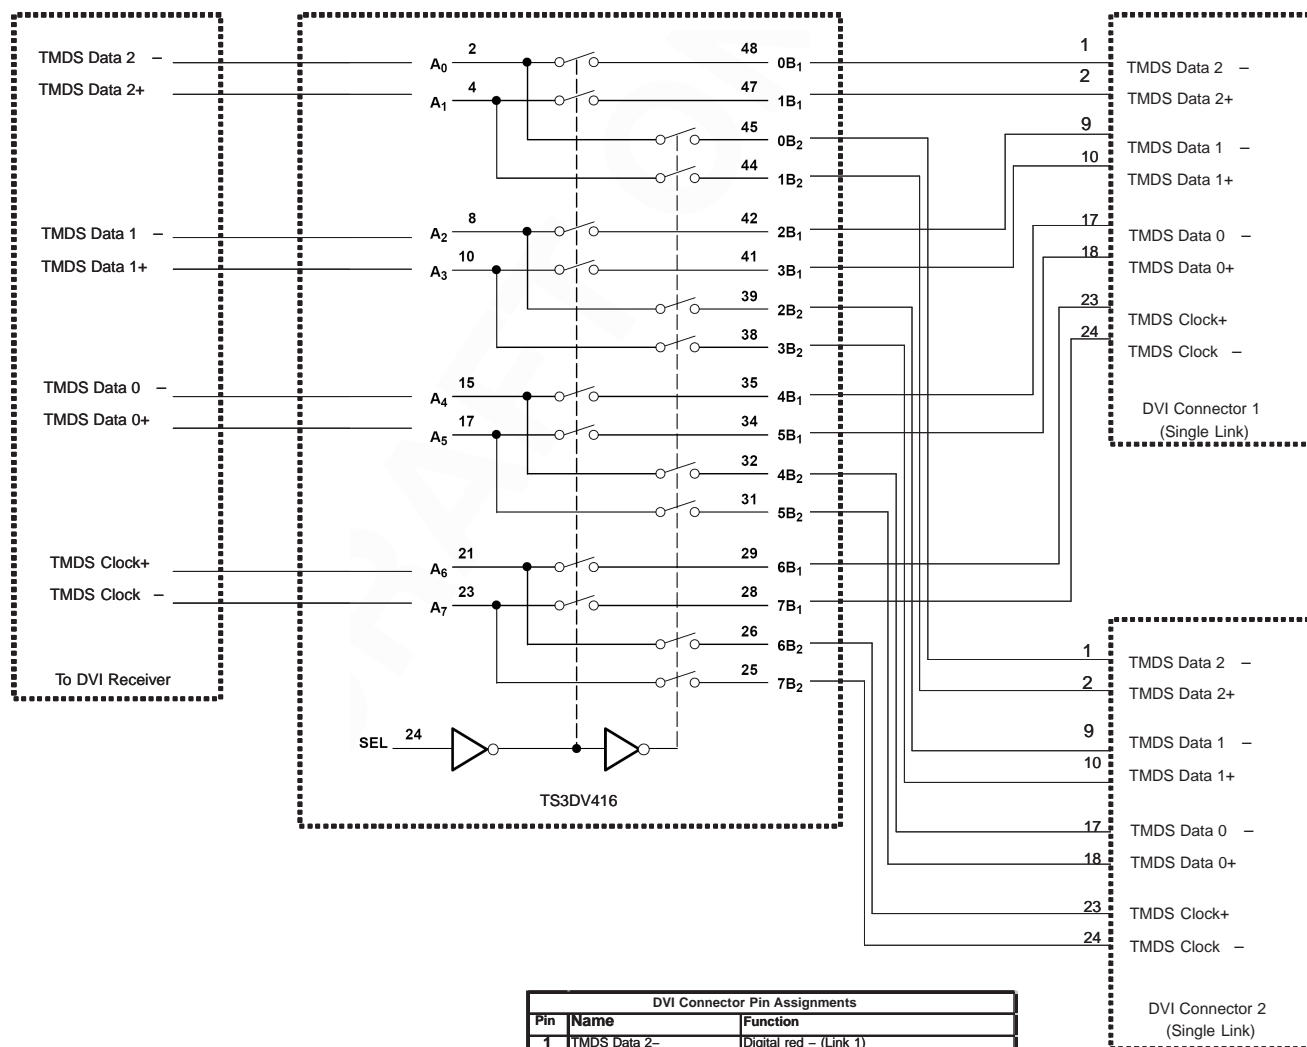 TMDS Data 2 –
TMDS Data 2+
TMDS Data 1 –
TMDS Data 1+
TMDS Data 0 –
TMDS Data 0+
TMDS Clock+
TMDS Clock –
To DVI Receiver
A0 2 48 0B1
A1 4 47 1B1
45 0B2
44 1B2
A2 8 42 2B1
A3 10 41 3B1
39 2B2
38 3B2
A4 15 35 4B1
A5 17 34 5B1
32 4B2
31 5B2
A6 21 29 6B1
A7 23 28 7B1
26 6B2
25 7B2
SEL 24
TS3DV416
1 TMDS Data 2 –
2 TMDS Data 2+
9 TMDS Data 1 –
10 TMDS Data 1+
17 TMDS Data 0 –
18 TMDS Data 0+
23 TMDS Clock+
24 TMDS Clock –
DVI Connector 1
(Single Link)
1 TMDS Data 2 –
2 TMDS Data 2+
9 TMDS Data 1 –
10 TMDS Data 1+
17 TMDS Data 0 –
18 TMDS Data 0+
23 TMDS Clock+
24 TMDS Clock –
DVI Connector 2
(Single Link)
DVI Connector Pin Assignments
Pin Name Function
1 TMDS Data 2– Digital red – (Link 1)